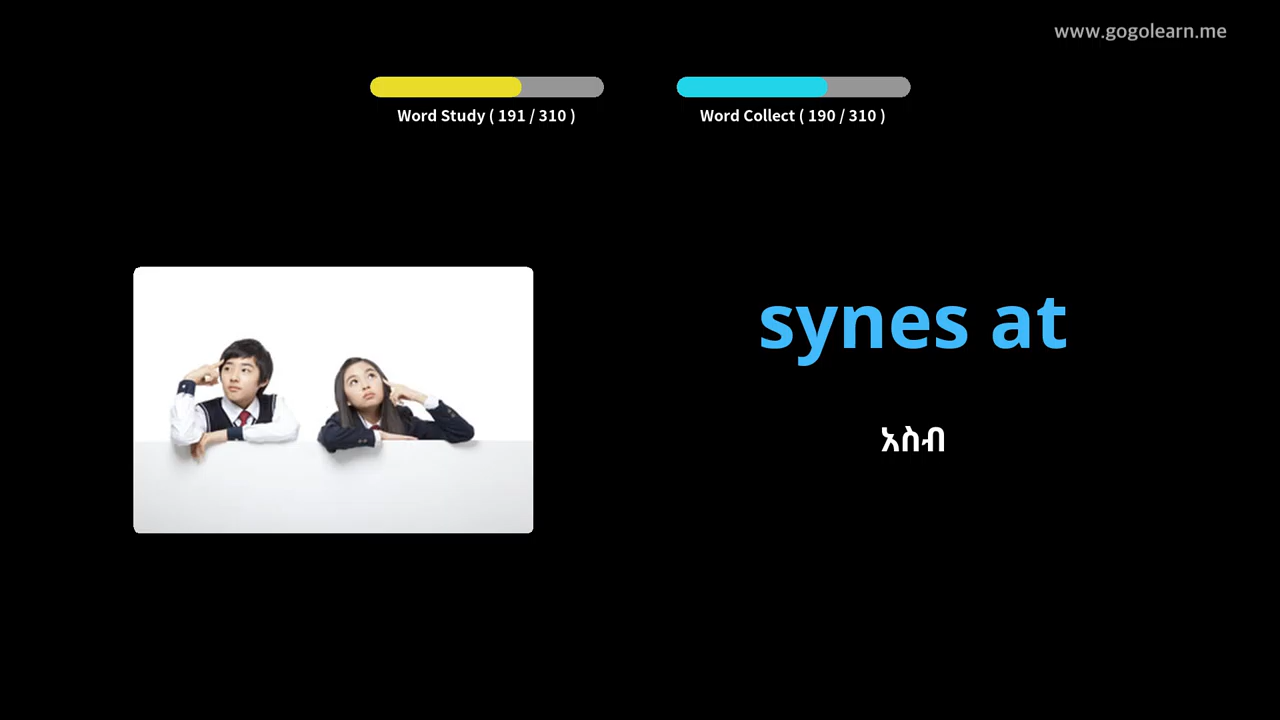 www.gogolearn.me
Word Study ( 191 / 310 )
Word Collect ( 190 / 310 )
synes at
አስብ